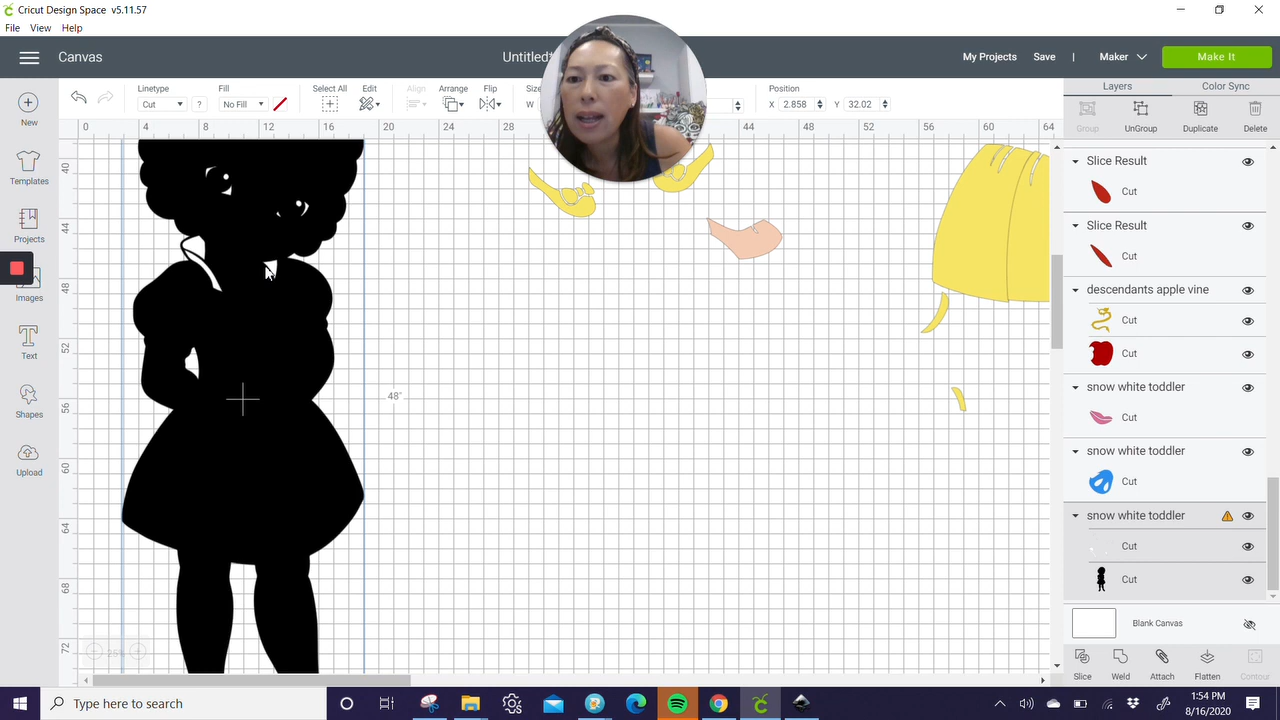 Cricut Design Space v5.11.57
File View Help
Canvas
Untitled*
My Projects Save | Maker Make It
Linetype Fill Select All Edit Align Arrange Flip Size Position
Cut ? No Fill W X 2.858 Y 32.02
Layers Color Sync
Group UnGroup Duplicate Delete
New
Templates
Projects
Images
Text
Shapes
Upload
0 4 8 12 16 20 24 28 44 48 52 56 60 64
40
44
48
52
56
60
64
68
72
48"
26%
Slice Result
Cut
Slice Result
Cut
descendants apple vine
Cut
Cut
snow white toddler
Cut
snow white toddler
Cut
snow white toddler
Cut
Cut
Blank Canvas
Slice Weld Attach Flatten Contour
Type here to search
1:54 PM
8/16/2020